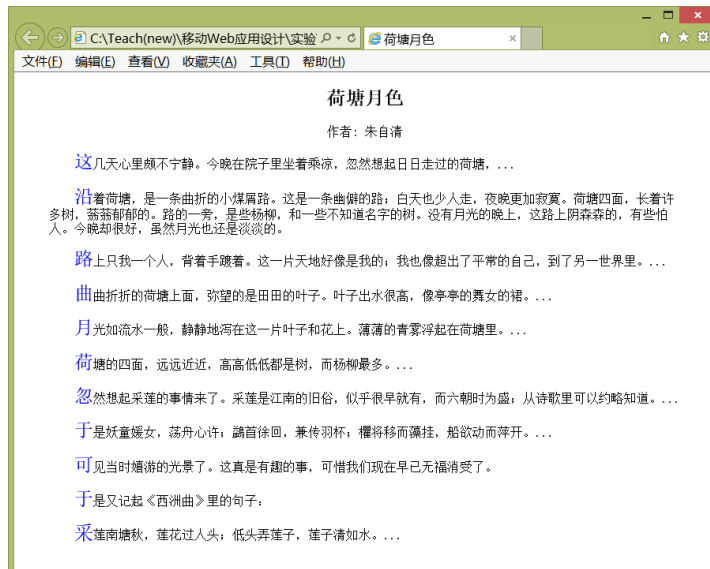 C:\Teach(new)\移动Web应用设计\实验
荷塘月色
文件(F) 编辑(E) 查看(V) 收藏夹(A) 工具(T) 帮助(H)
荷塘月色
作者：朱自清
这几天心里颇不宁静。今晚在院子里坐着乘凉，忽然想起日日走过的荷塘，...
沿着荷塘，是一条曲折的小煤屑路。这是一条幽僻的路；白天也少人走，夜晚更加寂寞。荷塘四面，长着许
多树，蓊蓊郁郁的。路的一旁，是些杨柳，和一些不知道名字的树。没有月光的晚上，这路上阴森森的，有些怕
人。今晚却很好，虽然月光也还是淡淡的。
路上只我一个人，背着手踱着。这一片天地好像是我的；我也像超出了平常的自己，到了另一世界里。...
曲曲折折的荷塘上面，弥望的是田田的叶子。叶子出水很高，像亭亭的舞女的裙。...
月光如流水一般，静静地泻在这一片叶子和花上。薄薄的青雾浮起在荷塘里。...
荷塘的四面，远远近近，高高低低都是树，而杨柳最多。...
忽然想起采莲的事情来了。采莲是江南的旧俗，似乎很早就有，而六朝时为盛；从诗歌里可以约略知道。...
于是妖童媛女，荡舟心许；鷁首徐回，兼传羽杯；欋将移而藻挂，船欲动而萍开。...
可见当时嬉游的光景了。这真是有趣的事，可惜我们现在早已无福消受了。
于是又记起《西洲曲》里的句子：
采莲南塘秋，莲花过人头；低头弄莲子，莲子清如水。...